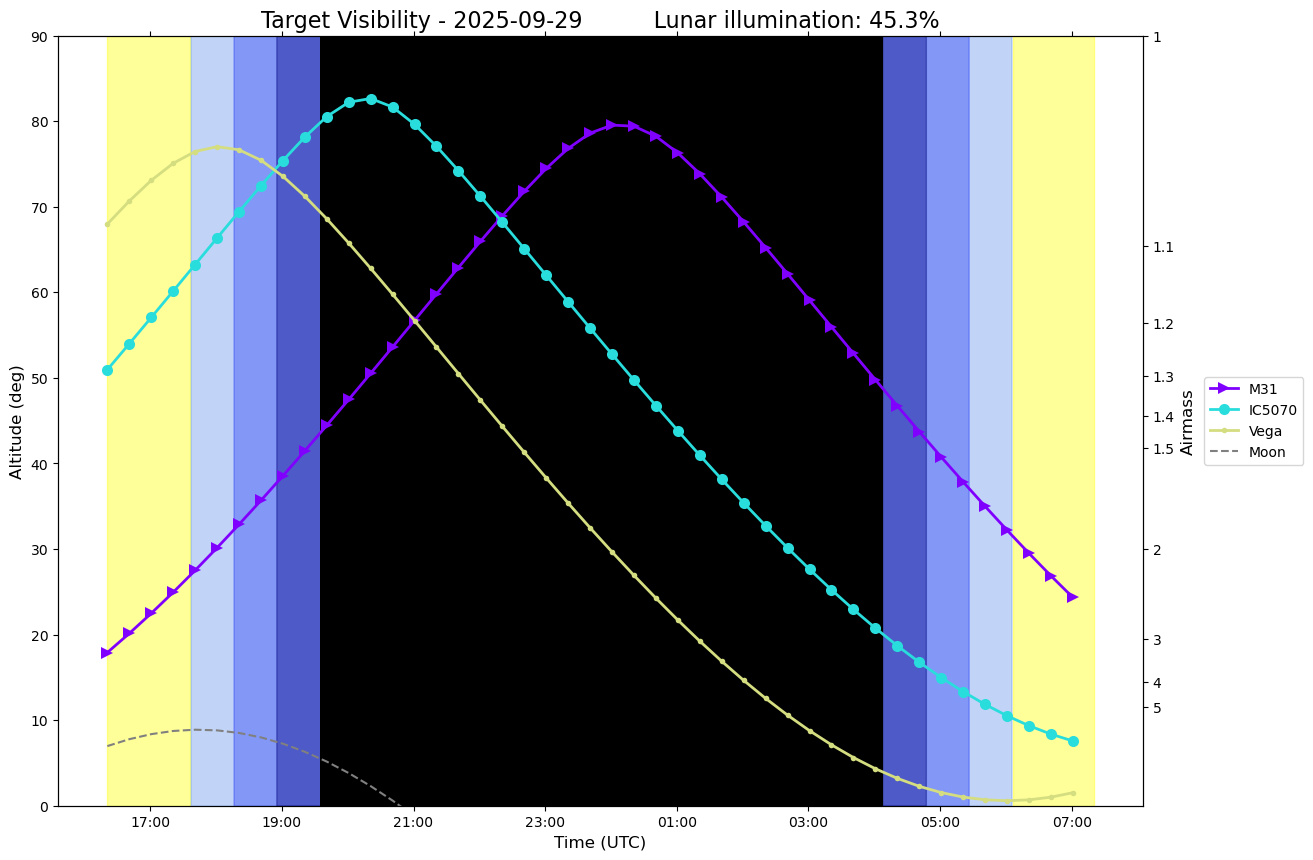 Target Visibility - 2025-09-29 Lunar illumination: 45.3%
90
80
70
60
50
40
30
20
10
0
Altitude (deg)
17:00 19:00 21:00 23:00 01:00 03:00 05:00 07:00
Time (UTC)
1
1.1
1.2
1.3
1.4
1.5
2
3
4
5
Airmass
M31
IC5070
Vega
Moon